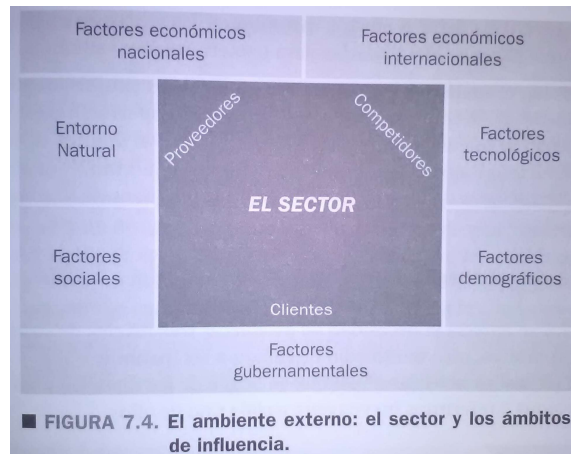 Factores económicos
nacionales
Factores económicos
internacionales
Entorno
Natural
Proveedores
Competidores
Factores
tecnológicos
EL SECTOR
Factores
sociales
Factores
demográficos
Clientes
Factores
gubernamentales
■ FIGURA 7.4. El ambiente externo: el sector y los ámbitos
de influencia.